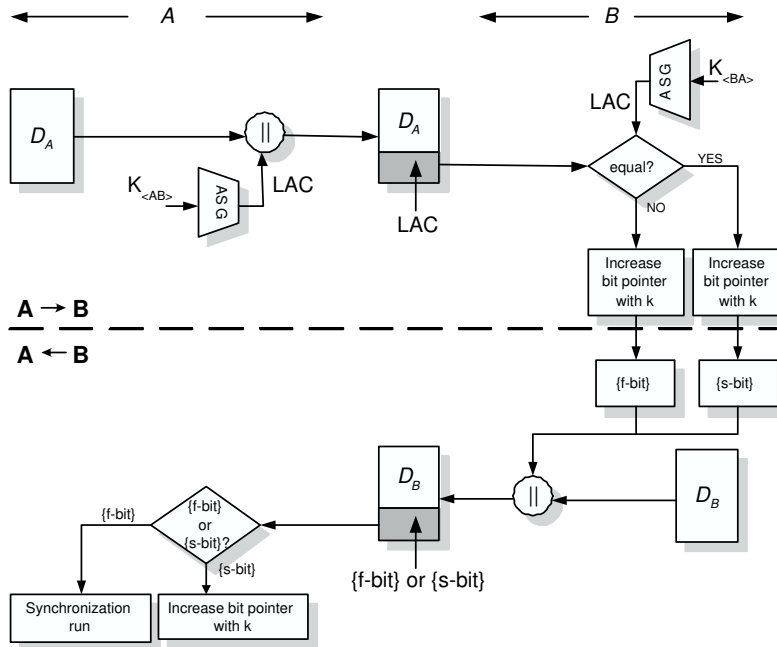 A
B
D_A
||
ASG
K_<AB>
LAC
D_A
LAC
ASG
K_<BA>
LAC
equal?
YES
NO
Increase
bit pointer
with k
Increase
bit pointer
with k
A → B
A ← B
{f-bit}
{s-bit}
D_B
||
D_B
{f-bit} or {s-bit}
{f-bit}
or
{s-bit}?
{f-bit}
{s-bit}
Synchronization
run
Increase bit pointer
with k